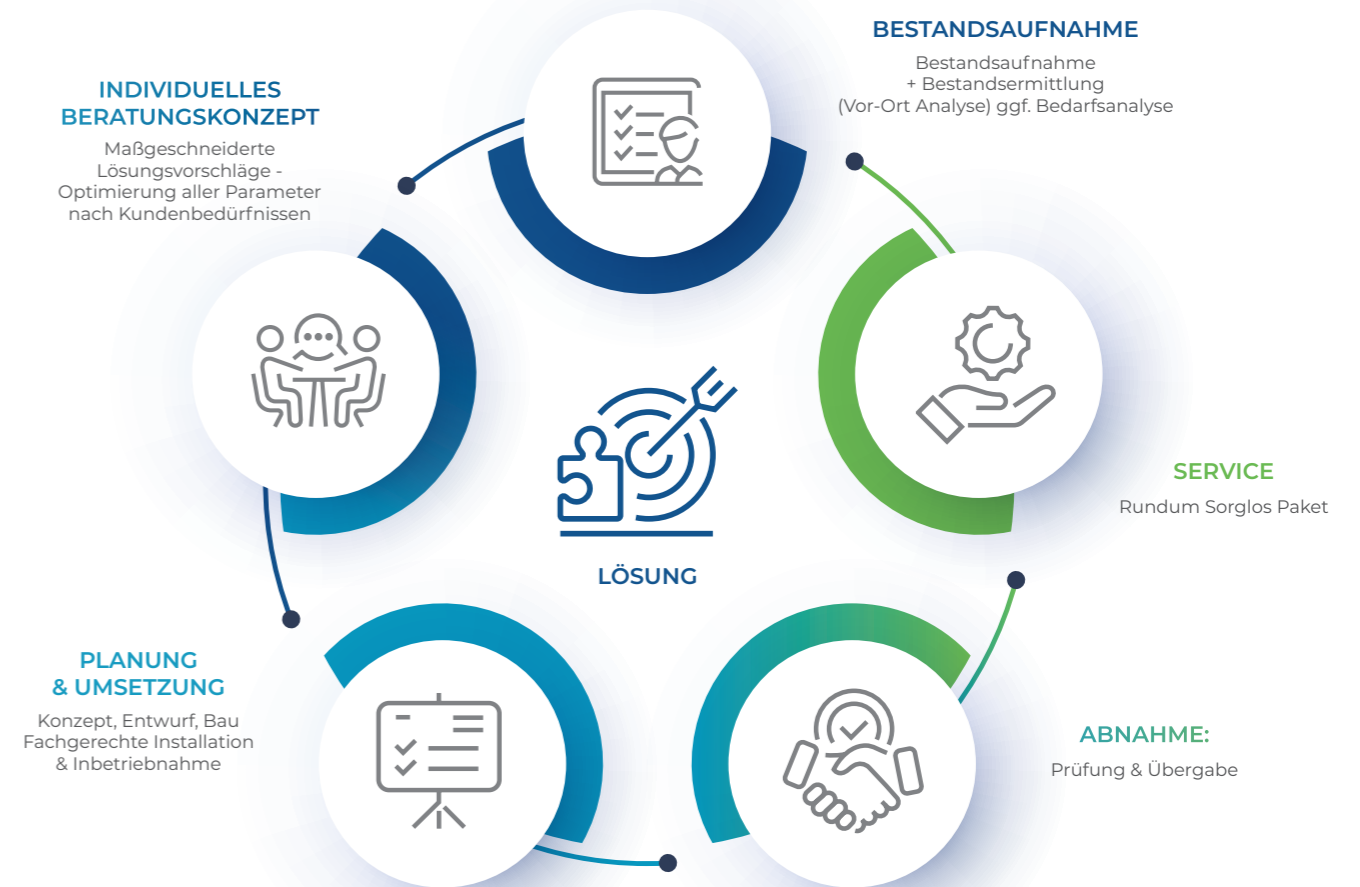 BESTANDSAUFNAHME
Bestandsaufnahme
+ Bestandsermittlung
(Vor-Ort Analyse) ggf. Bedarfsanalyse
INDIVIDUELLES
BERATUNGSKONZEPT
Maßgeschneiderte
Lösungsvorschläge -
Optimierung aller Parameter
nach Kundenbedürfnissen
PLANUNG
& UMSETZUNG
Konzept, Entwurf, Bau
Fachgerechte Installation
& Inbetriebnahme
ABNAHME:
Prüfung & Übergabe
SERVICE
Rundum Sorglos Paket
LÖSUNG